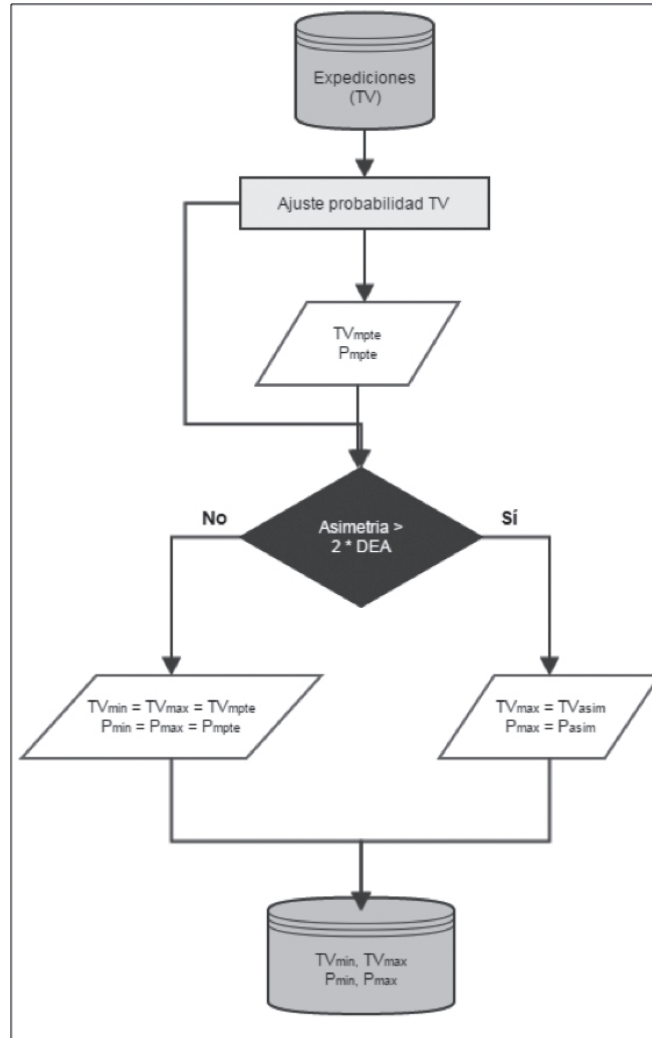 Expediciones
(TV)
Ajuste probabilidad TV
TVmpte
Pmpte
No
Asimetria >
2 * DEA
Sí
TVmin = TVmax = TVmpte
Pmin = Pmax = Pmpte
TVmax = TVasim
Pmax = Pasim
TVmin, TVmax
Pmin, Pmax